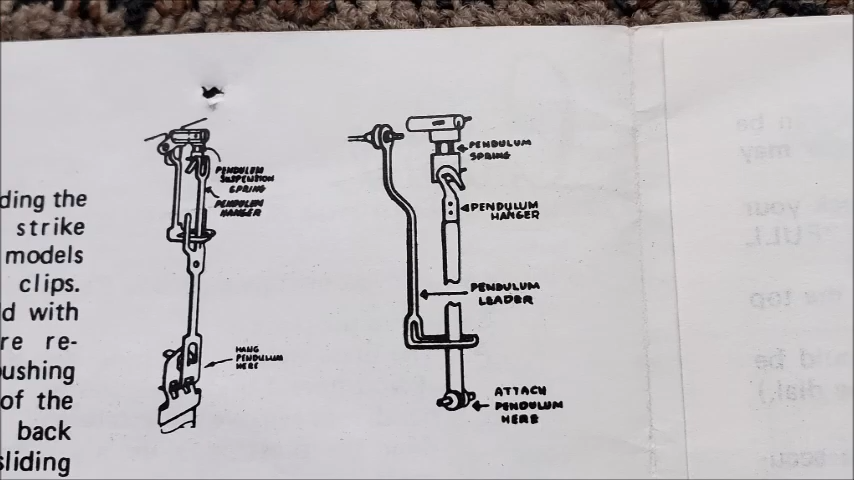 ding the
strike
models
clips.
d with
re re-
ushing
of the
back
sliding
PENDULUM
SUSPENSION
SPRING
PENDULUM
HANGER
HANG
PENDULUM
HERE
PENDULUM
SPRING
PENDULUM
HANGER
PENDULUM
LEADER
ATTACH
PENDULUM
HERE